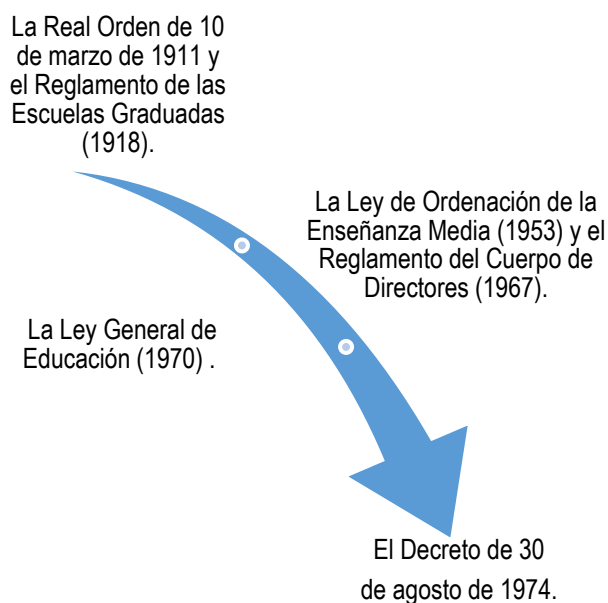 La Real Orden de 10
de marzo de 1911 y
el Reglamento de las
Escuelas Graduadas
(1918).
La Ley de Ordenación de la
Enseñanza Media (1953) y el
Reglamento del Cuerpo de
Directores (1967).
La Ley General de
Educación (1970) .
El Decreto de 30
de agosto de 1974.